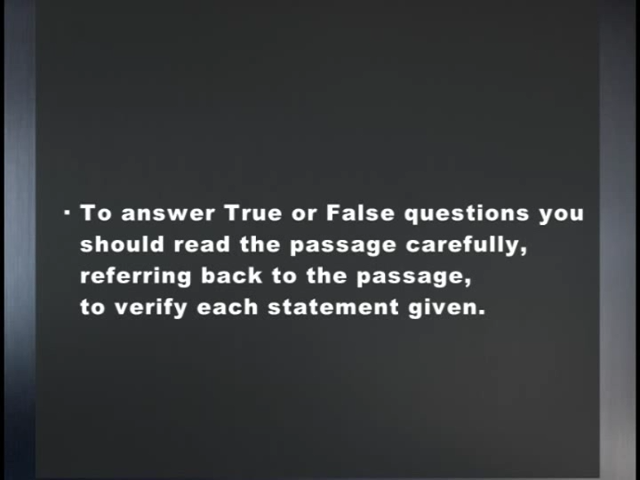 · To answer True or False questions you
should read the passage carefully,
referring back to the passage,
to verify each statement given.